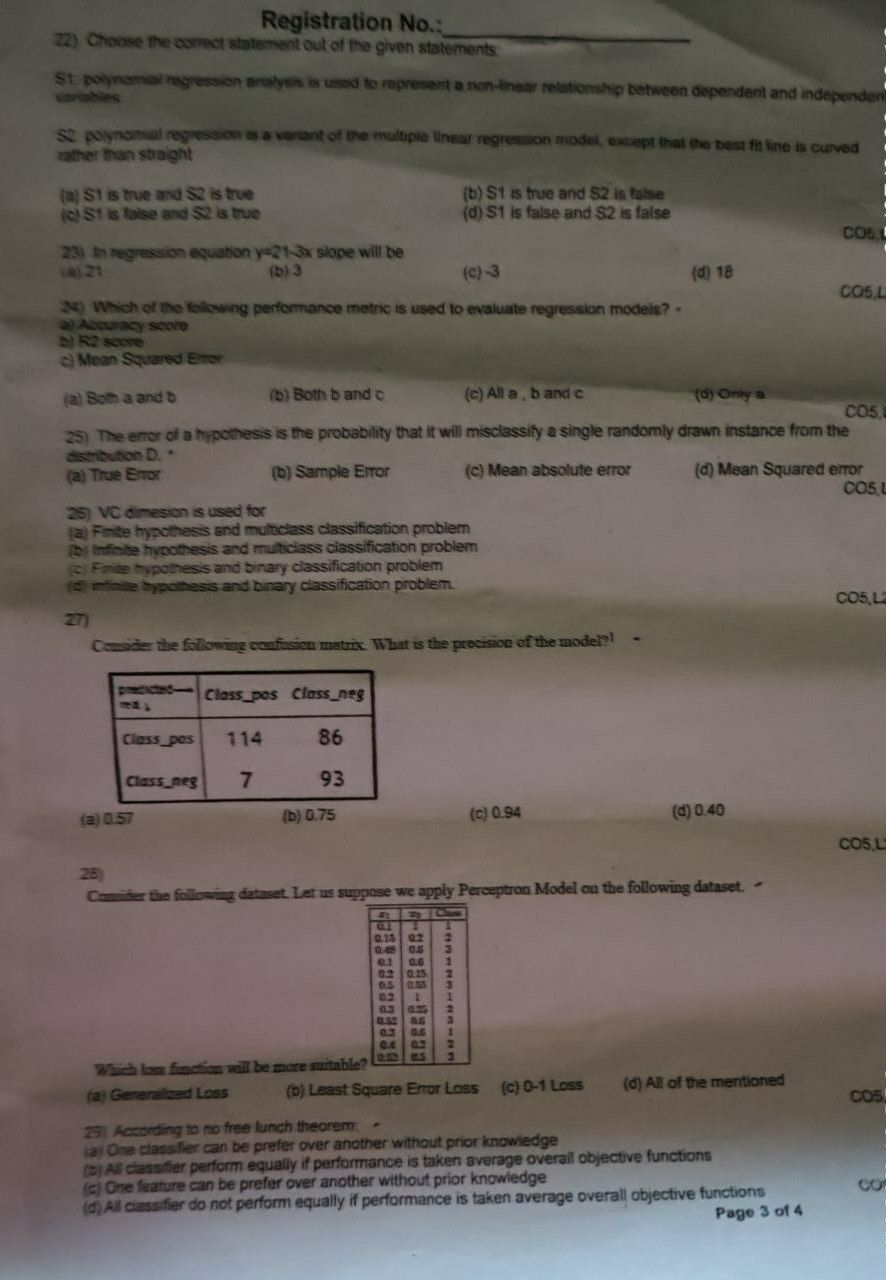 Registration No.:
22) Choose the correct statement out of the given statements:
S1: polynomial regression analysis is used to represent a non-linear relationship between dependent and independen
variables
S2: polynomial regression is a variant of the multiple linear regression model, except that the best fit line is curved
rather than straight
(a) S1 is true and S2 is true (b) S1 is true and S2 is false
(c) S1 is false and S2 is true (d) S1 is false and S2 is false
CO5,
23) In regression equation y=21-3x slope will be
(a) 21 (b) 3 (c) -3 (d) 18
CO5,L
24) Which of the following performance metric is used to evaluate regression models?
a) Accuracy score
b) R2 score
c) Mean Squared Error
(a) Both a and b (b) Both b and c (c) All a , b and c (d) Only a
CO5,
25) The error of a hypothesis is the probability that it will misclassify a single randomly drawn instance from the
distribution D. *
(a) True Error (b) Sample Error (c) Mean absolute error (d) Mean Squared error
CO5,L
26) VC dimesion is used for
(a) Finite hypothesis and multiclass classification problem
(b) Infinite hypothesis and multiclass classification problem
(c) Finite hypothesis and binary classification problem
(d) infinite hypothesis and binary classification problem.
CO5,L2
27)
Consider the following confusion matrix. What is the precision of the model?
predicted→ Class_pos Class_neg
real ↓
Class_pos 114 86
Class_neg 7 93
(a) 0.57 (b) 0.75 (c) 0.94 (d) 0.40
CO5,L
28)
Consider the following dataset. Let us suppose we apply Perceptron Model on the following dataset.
x1 x2 Class
0.1 1 1
0.15 0.2 2
0.48 0.6 3
0.1 0.6 1
0.2 0.15 2
0.5 0.55 3
0.2 1 1
0.3 0.25 2
0.52 0.6 3
0.3 0.6 1
0.4 0.2 2
0.52 0.5 3
Which loss function will be more suitable?
(a) Generalized Loss (b) Least Square Error Loss (c) 0-1 Loss (d) All of the mentioned
CO5,
29) According to no free lunch theorem:
(a) One classifier can be prefer over another without prior knowledge
(b) All classifier perform equally if performance is taken average overall objective functions
(c) One feature can be prefer over another without prior knowledge
(d) All classifier do not perform equally if performance is taken average overall objective functions
CO
Page 3 of 4